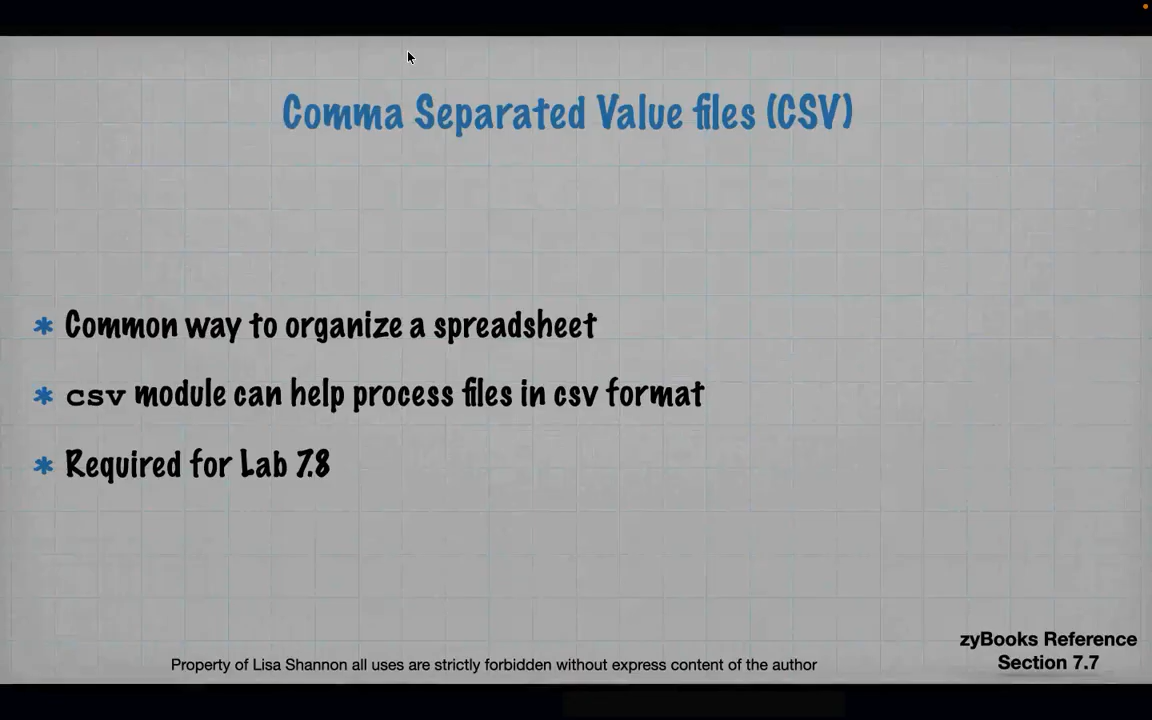 Comma Separated Value files (CSV)
* Common way to organize a spreadsheet
* csv module can help process files in csv format
* Required for Lab 7.8
zyBooks Reference
Section 7.7
Property of Lisa Shannon all uses are strictly forbidden without express content of the author